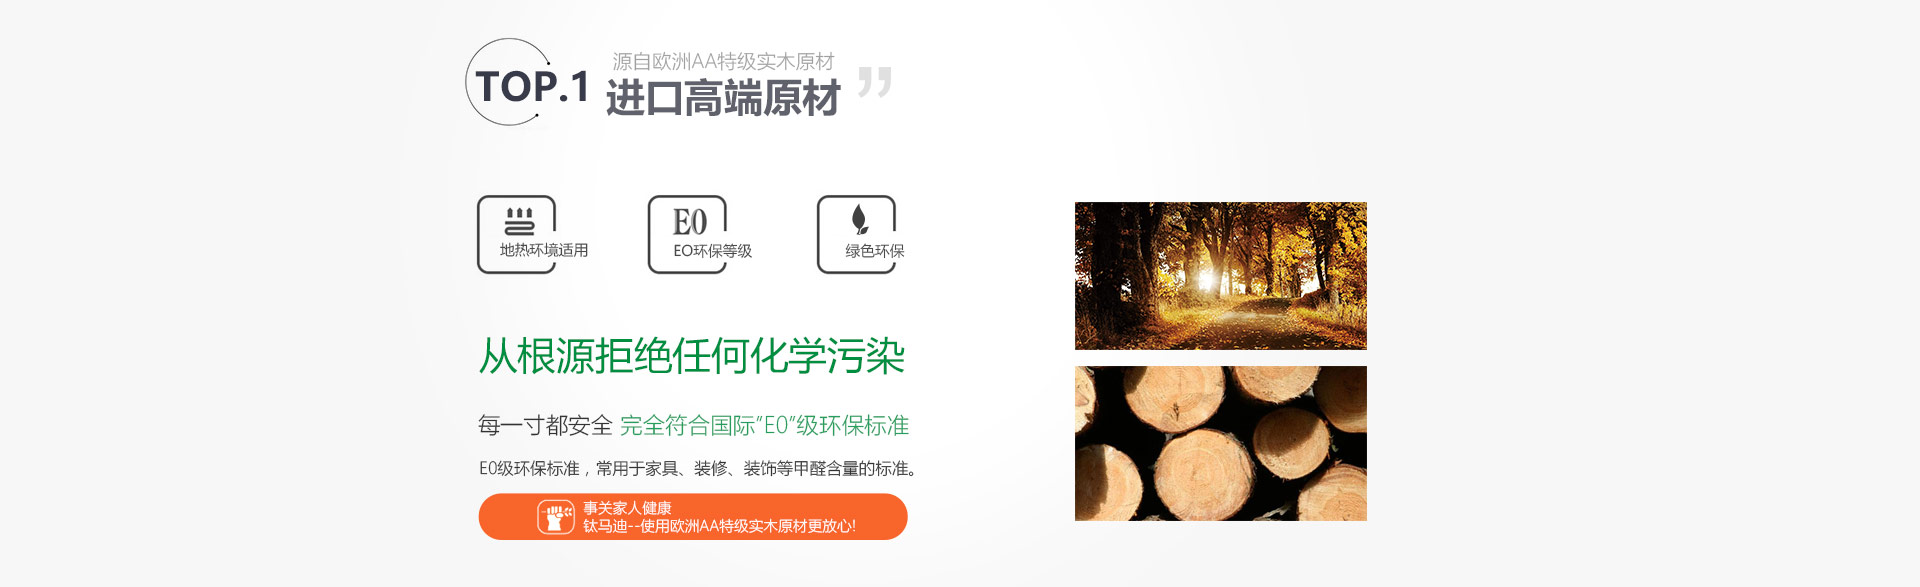 TOP.1
源自欧洲AA特级实木原材
进口高端原材
”
地热环境适用
E0
EO环保等级
绿色环保
从根源拒绝任何化学污染
每一寸都安全 完全符合国际“E0”级环保标准
E0级环保标准，常用于家具、装修、装饰等甲醛含量的标准。
事关家人健康
钛马迪--使用欧洲AA特级实木原材更放心!